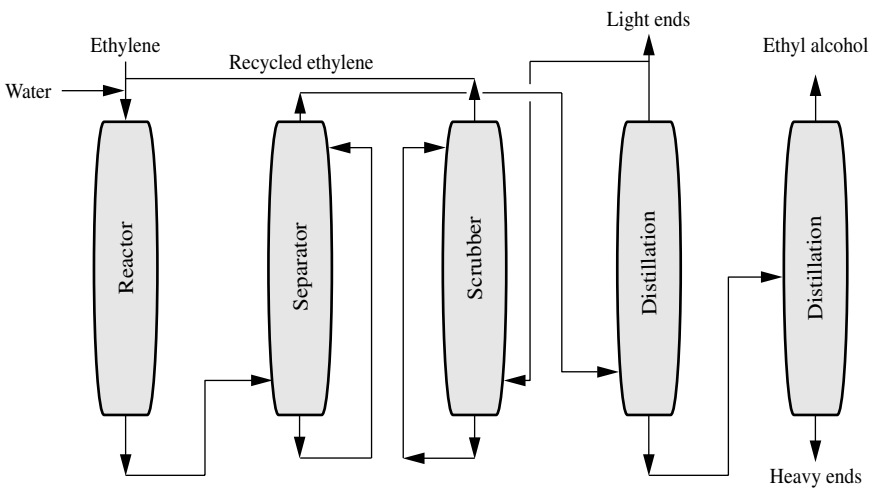 Light ends
Ethylene
Ethyl alcohol
Recycled ethylene
Water
Reactor
Separator
Scrubber
Distillation
Distillation
Heavy ends